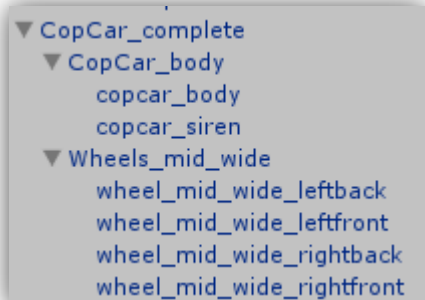 CopCar_complete
CopCar_body
copcar_body
copcar_siren
Wheels_mid_wide
wheel_mid_wide_leftback
wheel_mid_wide_leftfront
wheel_mid_wide_rightback
wheel_mid_wide_rightfront